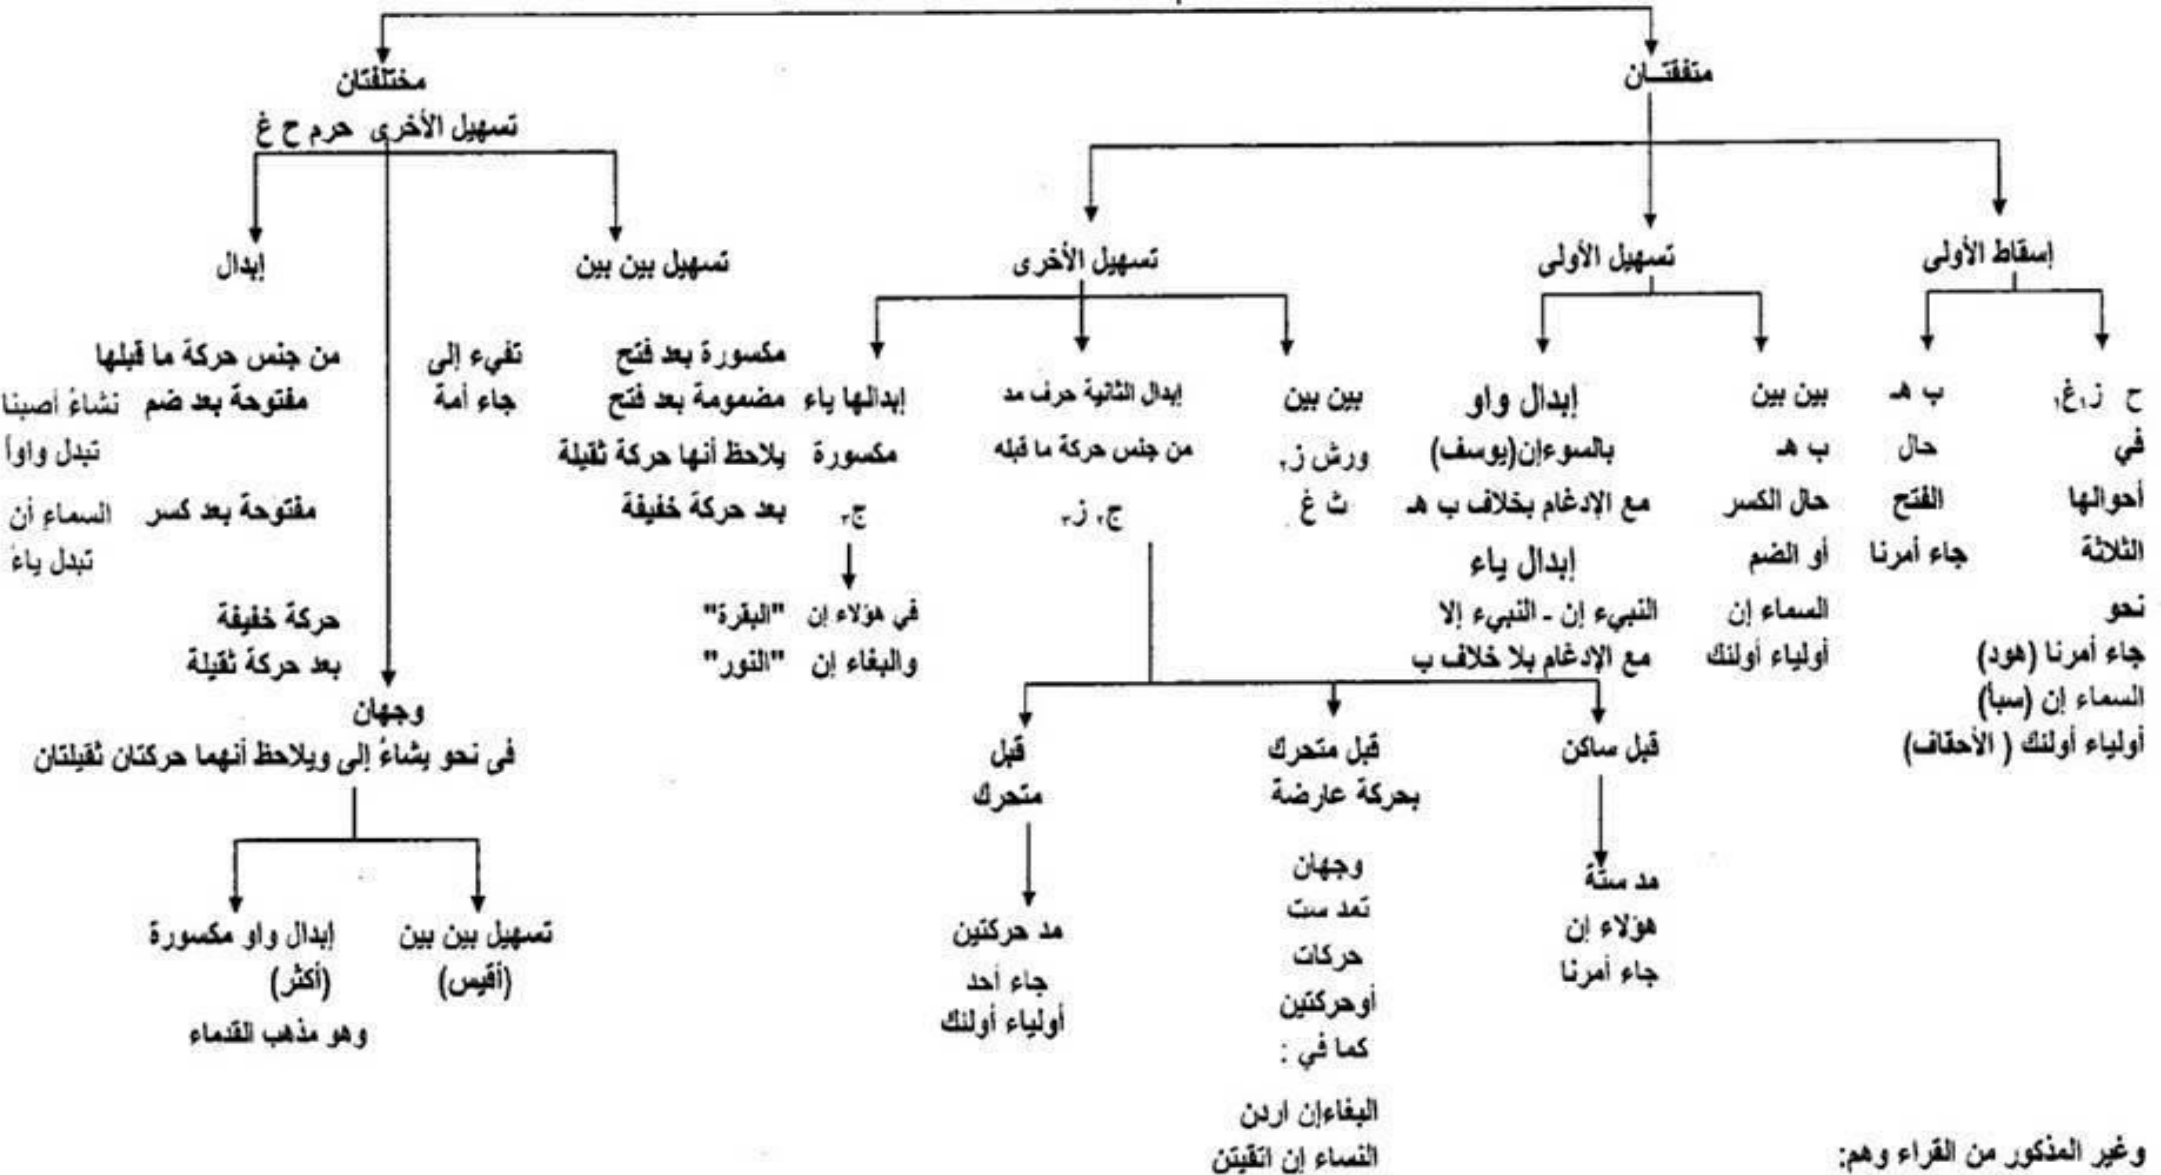 متفقتان
إسقاط الأولى
ح ز١ غ١
في
أحوالها
الثلاثة
نحو
جاء أمرنا (هود)
السماء إن (سبأ)
أولياء أولئك (الأحقاف)
ب هـ
حال
الفتح
جاء أمرنا
تسهيل الأولى
بين بين
ب هـ
حال الكسر
أو الضم
السماء إن
أولياء أولئك
إبدال واو
بالسوءإن(يوسف)
مع الإدغام بخلاف ب هـ
إبدال ياء
النبيء إن - النبيء إلا
مع الإدغام بلا خلاف ب
تسهيل الأخرى
بين بين
ورش ز٢
ث غ
إبدال الثانية حرف مد
من جنس حركة ما قبله
ج٢ ز٣
قبل ساكن
مد ستة
هؤلاء إن
جاء أمرنا
قبل متحرك
بحركة عارضة
وجهان
تمد ست
حركات
أوحركتين
كما في :
البغاءإن اردن
النساء إن اتقيتن
قبل
متحرك
مد حركتين
جاء أحد
أولياء أولئك
إبدالها ياء
مكسورة
ج٣
في هؤلاء إن "البقرة"
والبغاء إن "النور"
مختلفتان
تسهيل الأخرى حرم ح غ
تسهيل بين بين
مكسورة بعد فتح تفيء إلى
مضمومة بعد فتح جاء أمة
يلاحظ أنها حركة ثقيلة
بعد حركة خفيفة
إبدال
من جنس حركة ما قبلها
مفتوحة بعد ضم نشاءُ أصبنا
تبدل واواً
مفتوحة بعد كسر السماءِ أن
تبدل ياءً
حركة خفيفة
بعد حركة ثقيلة
وجهان
فى نحو يشاءُ إلى ويلاحظ أنهما حركتان ثقيلتان
تسهيل بين بين
(أقيس)
إبدال واو مكسورة
(أكثر)
وهو مذهب القدماء
وغير المذكور من القراء وهم: